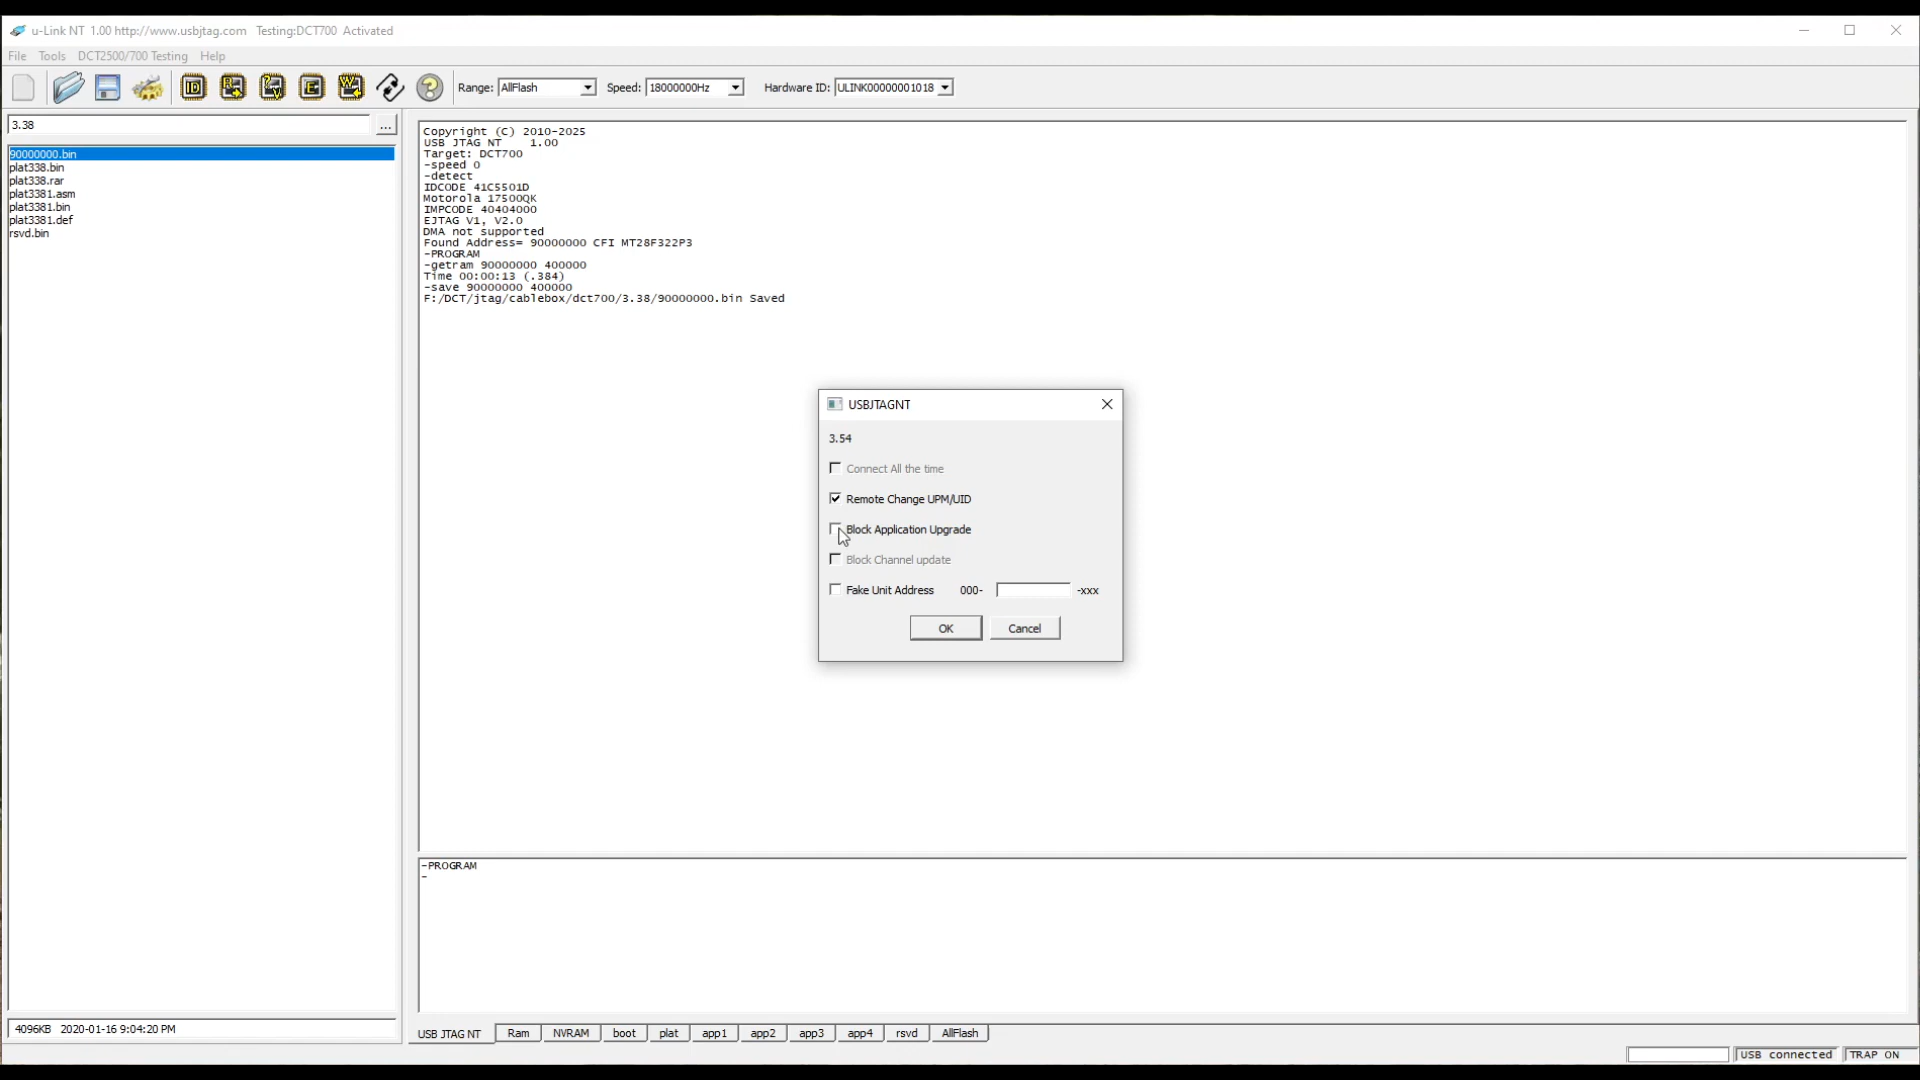 u-Link NT 1.00 http://www.usbjtag.com Testing:DCT700 Activated
File Tools DCT2500/700 Testing Help
ID R V E W ? Range: AllFlash Speed: 18000000Hz Hardware ID: ULINK00000001018
3.38 ...
90000000.bin
plat338.bin
plat338.rar
plat3381.asm
plat3381.bin
plat3381.def
rsvd.bin
4096KB 2020-01-16 9:04:20 PM
Copyright (C) 2010-2025
USB JTAG NT 1.00
Target: DCT700
-speed 0
-detect
IDCODE 41C5501D
Motorola 17500QK
IMPCODE 40404000
EJTAG V1, V2.0
DMA not supported
Found Address= 90000000 CFI MT28F322P3
-PROGRAM
-getram 90000000 400000
Time 00:00:13 (.384)
-save 90000000 400000
F:/DCT/jtag/cablebox/dct700/3.38/90000000.bin Saved
USBJTAGNT
3.54
Connect All the time
Remote Change UPM/UID
Block Application Upgrade
Block Channel update
Fake Unit Address 000- -xxx
OK Cancel
-PROGRAM
-
USB JTAG NT Ram NVRAM boot plat app1 app2 app3 app4 rsvd AllFlash
USB connected TRAP ON